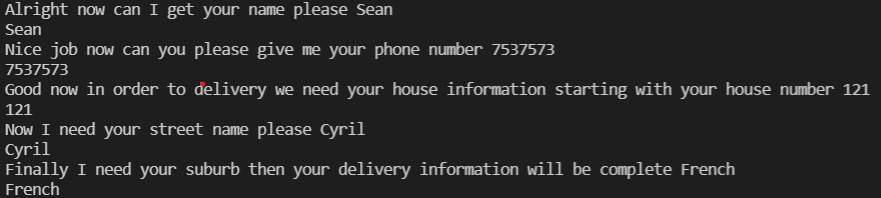 Alright now can I get your name please Sean
Sean
Nice job now can you please give me your phone number 7537573
7537573
Good now in order to delivery we need your house information starting with your house number 121
121
Now I need your street name please Cyril
Cyril
Finally I need your suburb then your delivery information will be complete French
French